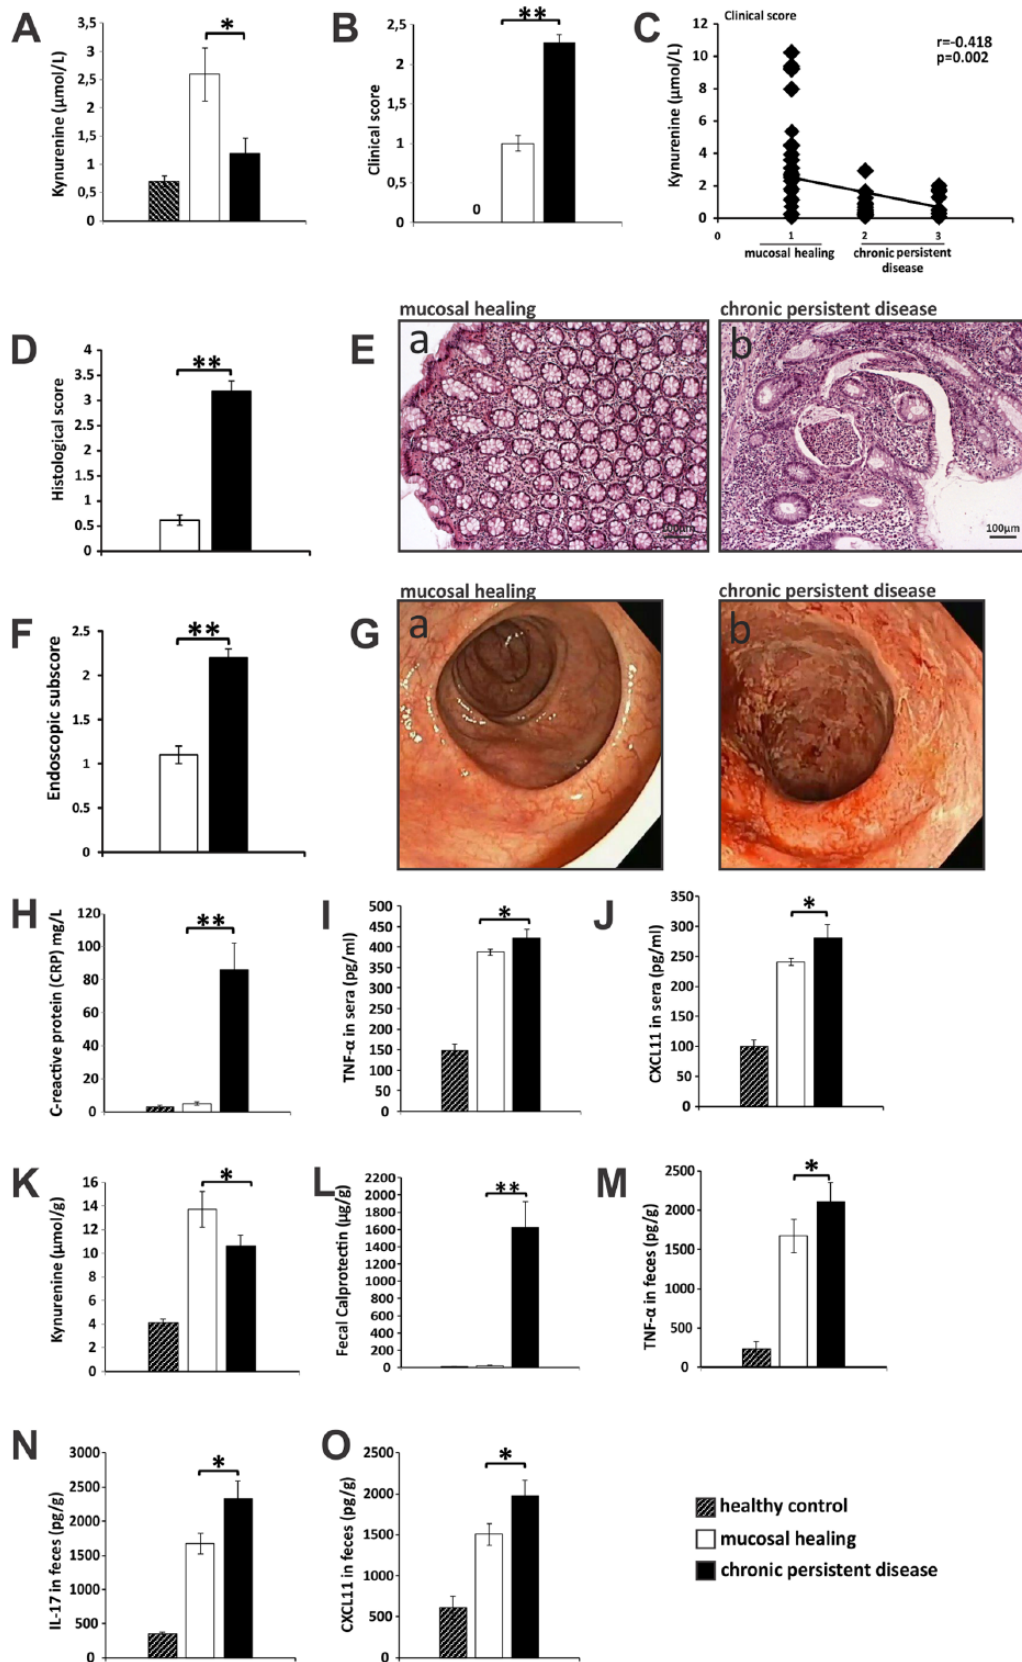 A
Kynurenine (µmol/L)
3,5
3
2,5
2
1,5
1
0,5
0
*
B
Clinical score
2,5
2
1,5
1
0,5
0
0
**
C
Clinical score
Kynurenine (µmol/L)
12
10
8
6
4
2
0
r=-0.418
p=0.002
0 1 2 3
mucosal healing chronic persistent
disease
D
Histological score
4
3.5
3
2.5
2
1.5
1
0.5
0
**
E
mucosal healing
a
100µm
chronic persistent disease
b
100µm
F
Endoscopic subscore
2.5
2
1.5
1
0.5
0
**
G
mucosal healing
a
chronic persistent disease
b
H
C-reactive protein (CRP) mg/L
120
100
80
60
40
20
0
**
I
TNF-α in sera (pg/ml)
500
450
400
350
300
250
200
150
100
50
0
*
J
CXCL11 in sera (pg/ml)
350
300
250
200
150
100
50
0
*
K
Kynurenine (µmol/g)
16
14
12
10
8
6
4
2
0
*
L
Fecal Calprotectin (µg/g)
2200
2000
1800
1600
1400
1200
1000
800
600
400
200
0
**
M
TNF-α in feces (pg/g)
2500
2000
1500
1000
500
0
*
N
IL-17 in feces (pg/g)
3000
2500
2000
1500
1000
500
0
*
O
CXCL11 in feces (pg/g)
2500
2000
1500
1000
500
0
*
healthy control
mucosal healing
chronic persistent disease